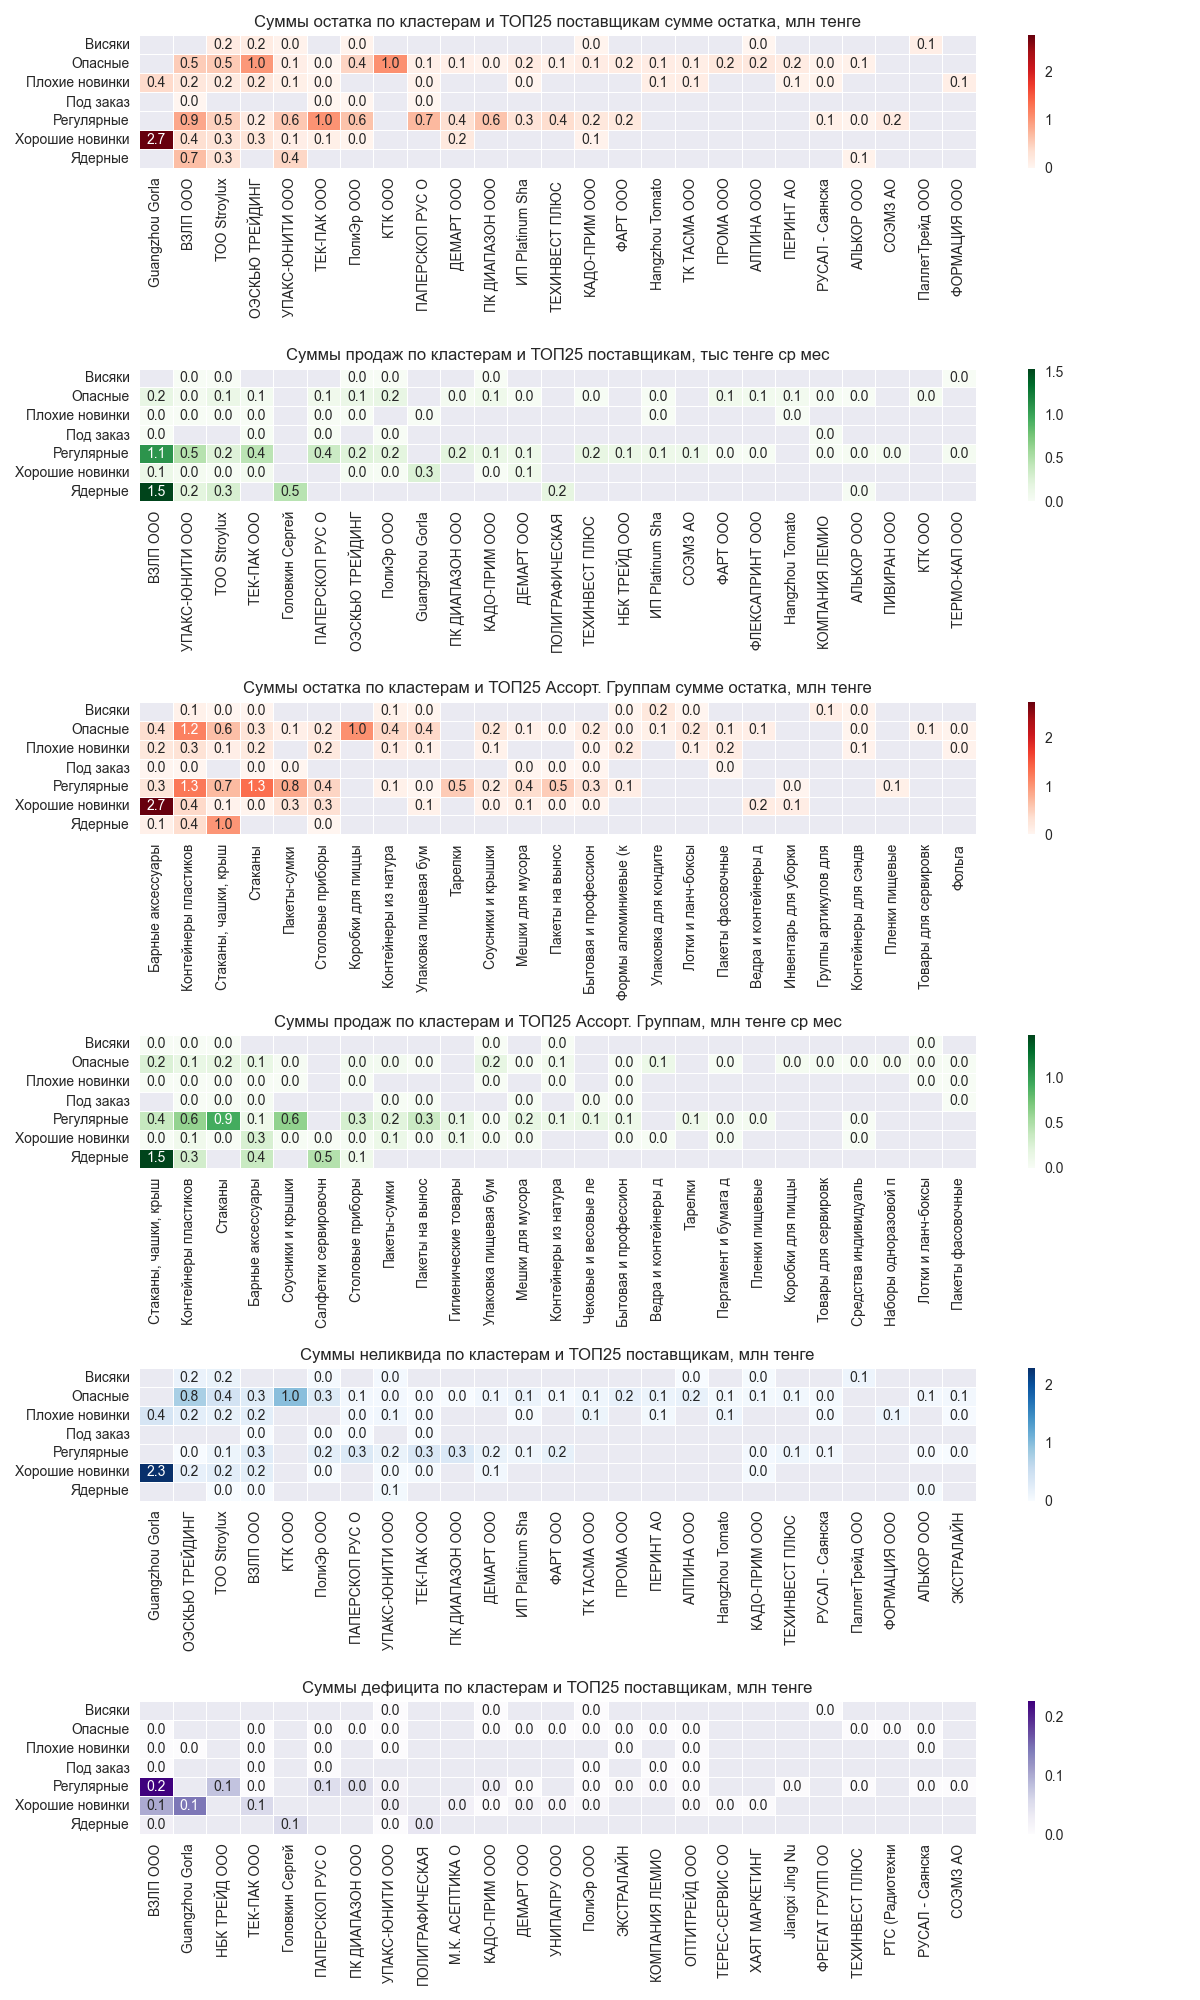 Суммы остатка по кластерам и ТОП25 поставщикам сумме остатка, млн тенге
Висяки 0.2 0.2 0.0 0.0 0.0 0.0 0.1
Опасные 0.5 0.5 1.0 0.1 0.0 0.4 1.0 0.1 0.1 0.0 0.2 0.1 0.1 0.2 0.1 0.1 0.2 0.2 0.2 0.0 0.1
Плохие новинки 0.4 0.2 0.2 0.2 0.1 0.0 0.0 0.0 0.1 0.1 0.1 0.0 0.1
Под заказ 0.0 0.0 0.0 0.0
Регулярные 0.9 0.5 0.2 0.6 1.0 0.6 0.7 0.4 0.6 0.3 0.4 0.2 0.2 0.1 0.0 0.2
Хорошие новинки 2.7 0.4 0.3 0.3 0.1 0.1 0.0 0.2 0.1
Ядерные 0.7 0.3 0.4 0.1
2
1
0
Guangzhou Gorla
ВЗЛП ООО
ТОО Stroylux
ОЭСКЬЮ ТРЕЙДИНГ
УПАКС-ЮНИТИ ООО
ТЕК-ПАК ООО
ПолиЭр ООО
КТК ООО
ПАПЕРСКОП РУС О
ДЕМАРТ ООО
ПК ДИАПАЗОН ООО
ИП Platinum Sha
ТЕХИНВЕСТ ПЛЮС
КАДО-ПРИМ ООО
ФАРТ ООО
Hangzhou Tomato
ТК ТАСМА ООО
ПРОМА ООО
АЛПИНА ООО
ПЕРИНТ АО
РУСАЛ - Саянска
АЛЬКОР ООО
СОЭМЗ АО
ПаллетТрейд ООО
ФОРМАЦИЯ ООО
Суммы продаж по кластерам и ТОП25 поставщикам, тыс тенге ср мес
Висяки 0.0 0.0 0.0 0.0 0.0 0.0
Опасные 0.2 0.0 0.1 0.1 0.1 0.1 0.2 0.0 0.1 0.0 0.0 0.0 0.1 0.1 0.1 0.0 0.0 0.0
Плохие новинки 0.0 0.0 0.0 0.0 0.0 0.0 0.0 0.0 0.0
Под заказ 0.0 0.0 0.0 0.0 0.0
Регулярные 1.1 0.5 0.2 0.4 0.4 0.2 0.2 0.2 0.1 0.1 0.2 0.1 0.1 0.1 0.0 0.0 0.0 0.0 0.0 0.0
Хорошие новинки 0.1 0.0 0.0 0.0 0.0 0.0 0.3 0.0 0.1
Ядерные 1.5 0.2 0.3 0.5 0.2 0.0
1.5
1.0
0.5
0.0
ВЗЛП ООО
УПАКС-ЮНИТИ ООО
ТОО Stroylux
ТЕК-ПАК ООО
Головкин Сергей
ПАПЕРСКОП РУС О
ОЭСКЬЮ ТРЕЙДИНГ
ПолиЭр ООО
Guangzhou Gorla
ПК ДИАПАЗОН ООО
КАДО-ПРИМ ООО
ДЕМАРТ ООО
ПОЛИГРАФИЧЕСКАЯ
ТЕХИНВЕСТ ПЛЮС
НБК ТРЕЙД ООО
ИП Platinum Sha
СОЭМЗ АО
ФАРТ ООО
ФЛЕКСАПРИНТ ООО
Hangzhou Tomato
КОМПАНИЯ ЛЕМИО
АЛЬКОР ООО
ПИВИРАН ООО
КТК ООО
ТЕРМО-КАП ООО
Суммы остатка по кластерам и ТОП25 Ассорт. Группам сумме остатка, млн тенге
Висяки 0.1 0.0 0.0 0.1 0.0 0.0 0.2 0.0 0.1 0.0
Опасные 0.4 1.2 0.6 0.3 0.1 0.2 1.0 0.4 0.4 0.2 0.1 0.0 0.2 0.0 0.1 0.2 0.1 0.1 0.0 0.1 0.0
Плохие новинки 0.2 0.3 0.1 0.2 0.2 0.1 0.1 0.1 0.0 0.2 0.1 0.2 0.1 0.0
Под заказ 0.0 0.0 0.0 0.0 0.0 0.0 0.0 0.0
Регулярные 0.3 1.3 0.7 1.3 0.8 0.4 0.1 0.0 0.5 0.2 0.4 0.5 0.3 0.1 0.0 0.1
Хорошие новинки 2.7 0.4 0.1 0.0 0.3 0.3 0.1 0.0 0.1 0.0 0.0 0.2 0.1
Ядерные 0.1 0.4 1.0 0.0
2
1
0
Барные аксессуары
Контейнеры пластиков
Стаканы, чашки, крыш
Стаканы
Пакеты-сумки
Столовые приборы
Коробки для пиццы
Контейнеры из натура
Упаковка пищевая бум
Тарелки
Соусники и крышки
Мешки для мусора
Пакеты на вынос
Бытовая и профессион
Формы алюминиевые (к
Упаковка для кондите
Лотки и ланч-боксы
Пакеты фасовочные
Ведра и контейнеры д
Инвентарь для уборки
Группы артикулов для
Контейнеры для сэндв
Пленки пищевые
Товары для сервировк
Фольга
Суммы продаж по кластерам и ТОП25 Ассорт. Группам, млн тенге ср мес
Висяки 0.0 0.0 0.0 0.0 0.0 0.0
Опасные 0.2 0.1 0.2 0.1 0.0 0.0 0.0 0.0 0.2 0.0 0.1 0.0 0.1 0.0 0.0 0.0 0.0 0.0 0.0 0.0
Плохие новинки 0.0 0.0 0.0 0.0 0.0 0.0 0.0 0.0 0.0 0.0 0.0
Под заказ 0.0 0.0 0.0 0.0 0.0 0.0 0.0 0.0 0.0
Регулярные 0.4 0.6 0.9 0.1 0.6 0.3 0.2 0.3 0.1 0.0 0.2 0.1 0.1 0.1 0.1 0.0 0.0 0.0
Хорошие новинки 0.0 0.1 0.0 0.3 0.0 0.0 0.0 0.1 0.0 0.1 0.0 0.0 0.0 0.0 0.0 0.0
Ядерные 1.5 0.3 0.4 0.5 0.1
1.0
0.5
0.0
Стаканы, чашки, крыш
Контейнеры пластиков
Стаканы
Барные аксессуары
Соусники и крышки
Салфетки сервировочн
Столовые приборы
Пакеты-сумки
Пакеты на вынос
Гигиенические товары
Упаковка пищевая бум
Мешки для мусора
Контейнеры из натура
Чековые и весовые ле
Бытовая и профессион
Ведра и контейнеры д
Тарелки
Пергамент и бумага д
Пленки пищевые
Коробки для пиццы
Товары для сервировк
Средства индивидуаль
Наборы одноразовой п
Лотки и ланч-боксы
Пакеты фасовочные
Суммы неликвида по кластерам и ТОП25 поставщикам, млн тенге
Висяки 0.2 0.2 0.0 0.0 0.0 0.0 0.1
Опасные 0.8 0.4 0.3 1.0 0.3 0.1 0.0 0.0 0.0 0.1 0.1 0.1 0.1 0.2 0.1 0.2 0.1 0.1 0.1 0.0 0.1 0.1
Плохие новинки 0.4 0.2 0.2 0.2 0.0 0.1 0.0 0.0 0.1 0.1 0.1 0.0 0.1 0.0
Под заказ 0.0 0.0 0.0 0.0
Регулярные 0.0 0.1 0.3 0.2 0.3 0.2 0.3 0.3 0.2 0.1 0.2 0.0 0.1 0.1 0.0 0.0
Хорошие новинки 2.3 0.2 0.2 0.2 0.0 0.0 0.0 0.1 0.0
Ядерные 0.0 0.0 0.1 0.0
2
1
0
Guangzhou Gorla
ОЭСКЬЮ ТРЕЙДИНГ
ТОО Stroylux
ВЗЛП ООО
КТК ООО
ПолиЭр ООО
ПАПЕРСКОП РУС О
УПАКС-ЮНИТИ ООО
ТЕК-ПАК ООО
ПК ДИАПАЗОН ООО
ДЕМАРТ ООО
ИП Platinum Sha
ФАРТ ООО
ТК ТАСМА ООО
ПРОМА ООО
ПЕРИНТ АО
АЛПИНА ООО
Hangzhou Tomato
КАДО-ПРИМ ООО
ТЕХИНВЕСТ ПЛЮС
РУСАЛ - Саянска
ПаллетТрейд ООО
ФОРМАЦИЯ ООО
АЛЬКОР ООО
ЭКСТРАЛАЙН
Суммы дефицита по кластерам и ТОП25 поставщикам, млн тенге
Висяки 0.0 0.0 0.0
Опасные 0.0 0.0 0.0 0.0 0.0 0.0 0.0 0.0 0.0 0.0 0.0 0.0 0.0 0.0 0.0
Плохие новинки 0.0 0.0 0.0 0.0 0.0 0.0 0.0 0.0
Под заказ 0.0 0.0 0.0 0.0 0.0 0.0
Регулярные 0.2 0.1 0.0 0.1 0.0 0.0 0.0 0.0 0.0 0.0 0.0 0.0 0.0 0.0 0.0 0.0 0.0
Хорошие новинки 0.1 0.1 0.1 0.0 0.0 0.0 0.0 0.0 0.0 0.0 0.0 0.0
Ядерные 0.0 0.1 0.0 0.0
0.2
0.1
0.0
ВЗЛП ООО
Guangzhou Gorla
НБК ТРЕЙД ООО
ТЕК-ПАК ООО
Головкин Сергей
ПАПЕРСКОП РУС О
ПК ДИАПАЗОН ООО
УПАКС-ЮНИТИ ООО
ПОЛИГРАФИЧЕСКАЯ
М.К. АСЕПТИКА О
КАДО-ПРИМ ООО
ДЕМАРТ ООО
УНИПАПРУ ООО
ПолиЭр ООО
ЭКСТРАЛАЙН
КОМПАНИЯ ЛЕМИО
ОПТИТРЕЙД ООО
ТЕРЕС-СЕРВИС ОО
ХАЯТ МАРКЕТИНГ
Jiangxi Jing Nu
ФРЕГАТ ГРУПП ОО
ТЕХИНВЕСТ ПЛЮС
РТС (Радиотехни
РУСАЛ - Саянска
СОЭМЗ АО